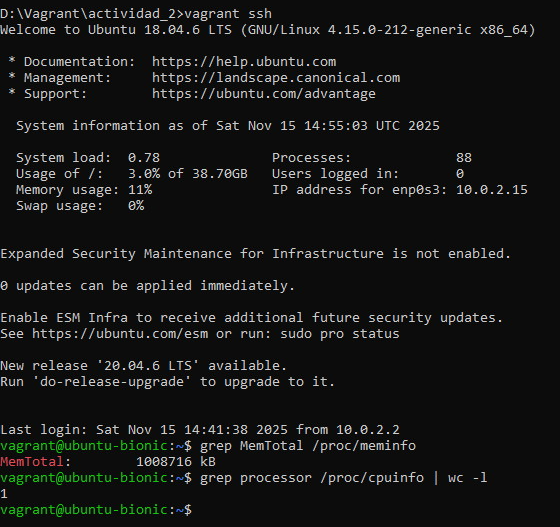 D:\Vagrant\actividad_2>vagrant ssh
Welcome to Ubuntu 18.04.6 LTS (GNU/Linux 4.15.0-212-generic x86_64)
* Documentation:  https://help.ubuntu.com
* Management:     https://landscape.canonical.com
* Support:        https://ubuntu.com/advantage
System information as of Sat Nov 15 14:55:03 UTC 2025
System load:  0.78              Processes:             88
Usage of /:   3.0% of 38.70GB   Users logged in:       0
Memory usage: 11%               IP address for enp0s3: 10.0.2.15
Swap usage:   0%
Expanded Security Maintenance for Infrastructure is not enabled.
0 updates can be applied immediately.
Enable ESM Infra to receive additional future security updates.
See https://ubuntu.com/esm or run: sudo pro status
New release '20.04.6 LTS' available.
Run 'do-release-upgrade' to upgrade to it.
Last login: Sat Nov 15 14:41:38 2025 from 10.0.2.2
vagrant@ubuntu-bionic:~$ grep MemTotal /proc/meminfo
MemTotal:        1008716 kB
vagrant@ubuntu-bionic:~$ grep processor /proc/cpuinfo | wc -l
1
vagrant@ubuntu-bionic:~$